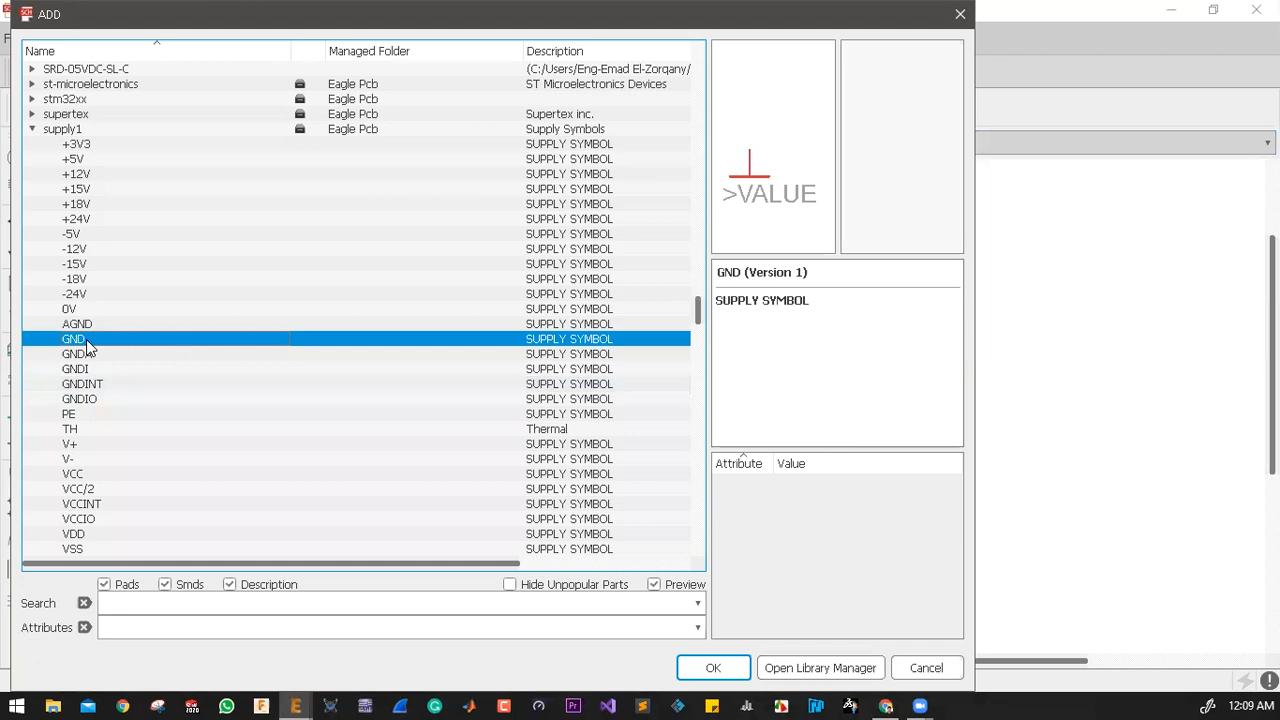 SCH ADD
Name Managed Folder Description
SRD-05VDC-SL-C (C:/Users/Eng-Emad El-Zorqany/
st-microelectronics Eagle Pcb ST Microelectronics Devices
stm32xx Eagle Pcb
supertex Eagle Pcb Supertex inc.
supply1 Eagle Pcb Supply Symbols
+3V3 SUPPLY SYMBOL
+5V SUPPLY SYMBOL
+12V SUPPLY SYMBOL
+15V SUPPLY SYMBOL
+18V SUPPLY SYMBOL
+24V SUPPLY SYMBOL
-5V SUPPLY SYMBOL
-12V SUPPLY SYMBOL
-15V SUPPLY SYMBOL
-18V SUPPLY SYMBOL
-24V SUPPLY SYMBOL
0V SUPPLY SYMBOL
AGND SUPPLY SYMBOL
GND SUPPLY SYMBOL
SUPPLY SYMBOL
GNDI SUPPLY SYMBOL
GNDINT SUPPLY SYMBOL
GNDIO SUPPLY SYMBOL
PE SUPPLY SYMBOL
TH Thermal
V+ SUPPLY SYMBOL
V- SUPPLY SYMBOL
VCC SUPPLY SYMBOL
VCC/2 SUPPLY SYMBOL
VCCINT SUPPLY SYMBOL
VCCIO SUPPLY SYMBOL
VDD SUPPLY SYMBOL
VSS SUPPLY SYMBOL
>VALUE
GND (Version 1)
SUPPLY SYMBOL
Attribute Value
Pads Smds Description Hide Unpopular Parts Preview
Search
Attributes
OK Open Library Manager Cancel
12:09 AM